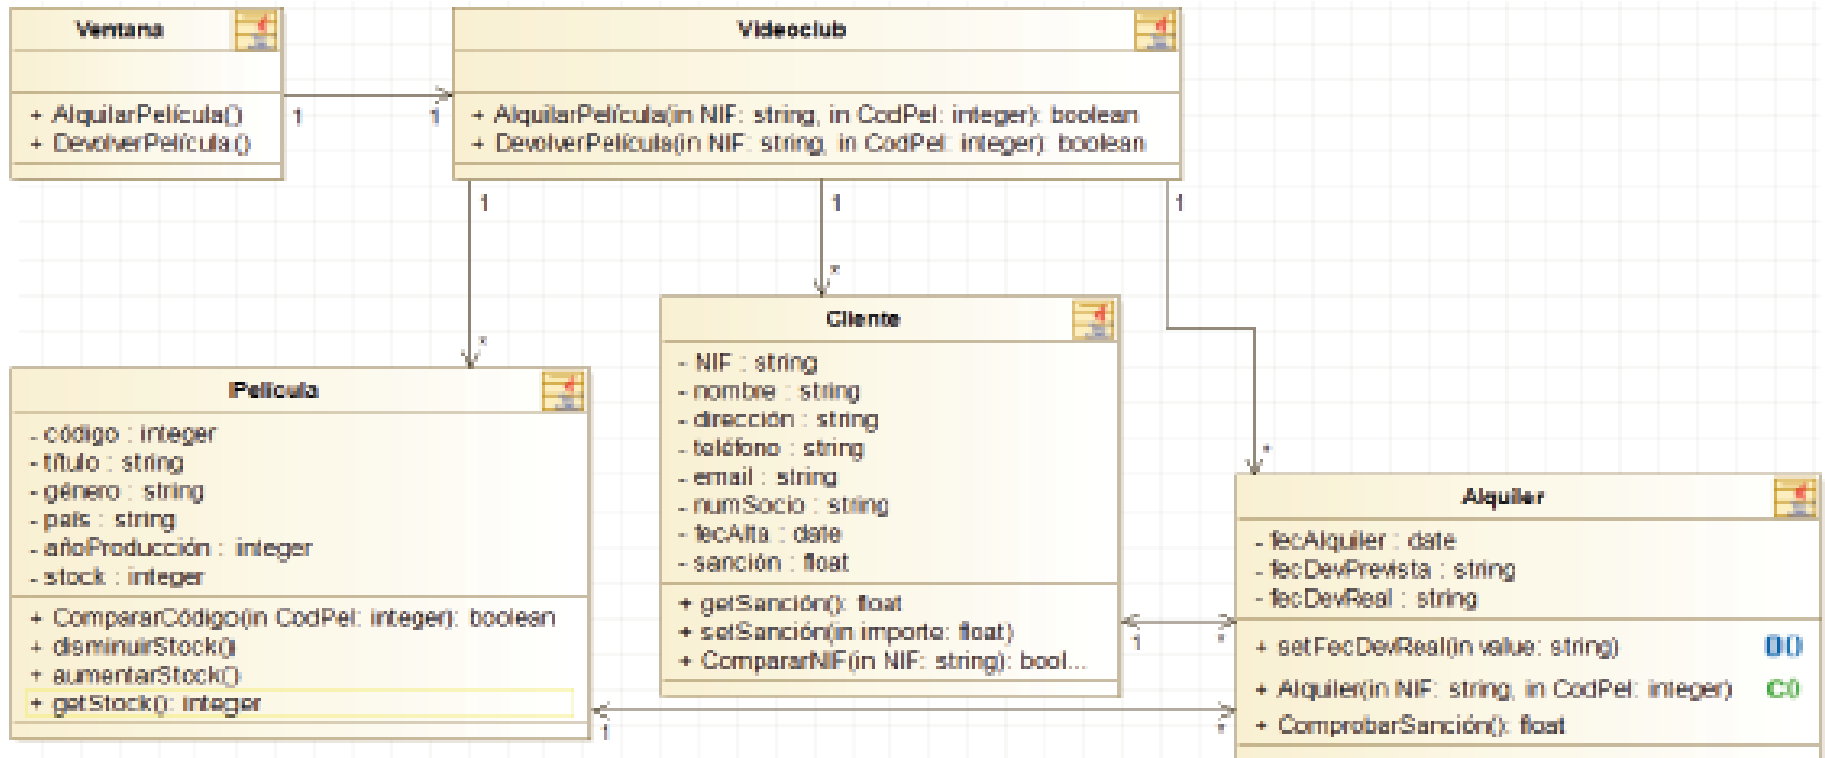 Ventana
+ AlquilarPelícula()
+ DevolverPelícula()
1
1
Videoclub
+ AlquilarPelícula(in NIF: string, in CodPel: integer): boolean
+ DevolverPelícula(in NIF: string, in CodPel: integer): boolean
1
1
1
*
*
*
Película
- código : integer
- título : string
- género : string
- país : string
- añoProducción : integer
- stock : integer
+ CompararCódigo(in CodPel: integer): boolean
+ disminuirStock()
+ aumentarStock()
+ getStock(): integer
Cliente
- NIF : string
- nombre : string
- dirección : string
- teléfono : string
- email : string
- numSocio : string
- fecAlta : date
- sanción : float
+ getSanción(): float
+ setSanción(in importe: float)
+ CompararNIF(in NIF: string): bool...
1
*
1
*
Alquiler
- fecAlquiler : date
- fecDevPrevista : string
- fecDevReal : string
+ setFecDevReal(in value: string)
+ Alquiler(in NIF: string, in CodPel: integer) C()
+ ComprobarSanción(): float